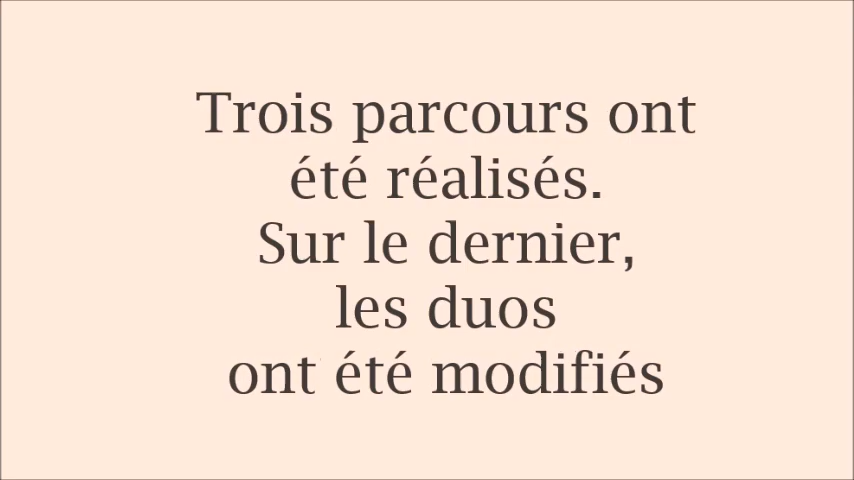 Trois parcours ont
été réalisés.
Sur le dernier,
les duos
ont été modifiés